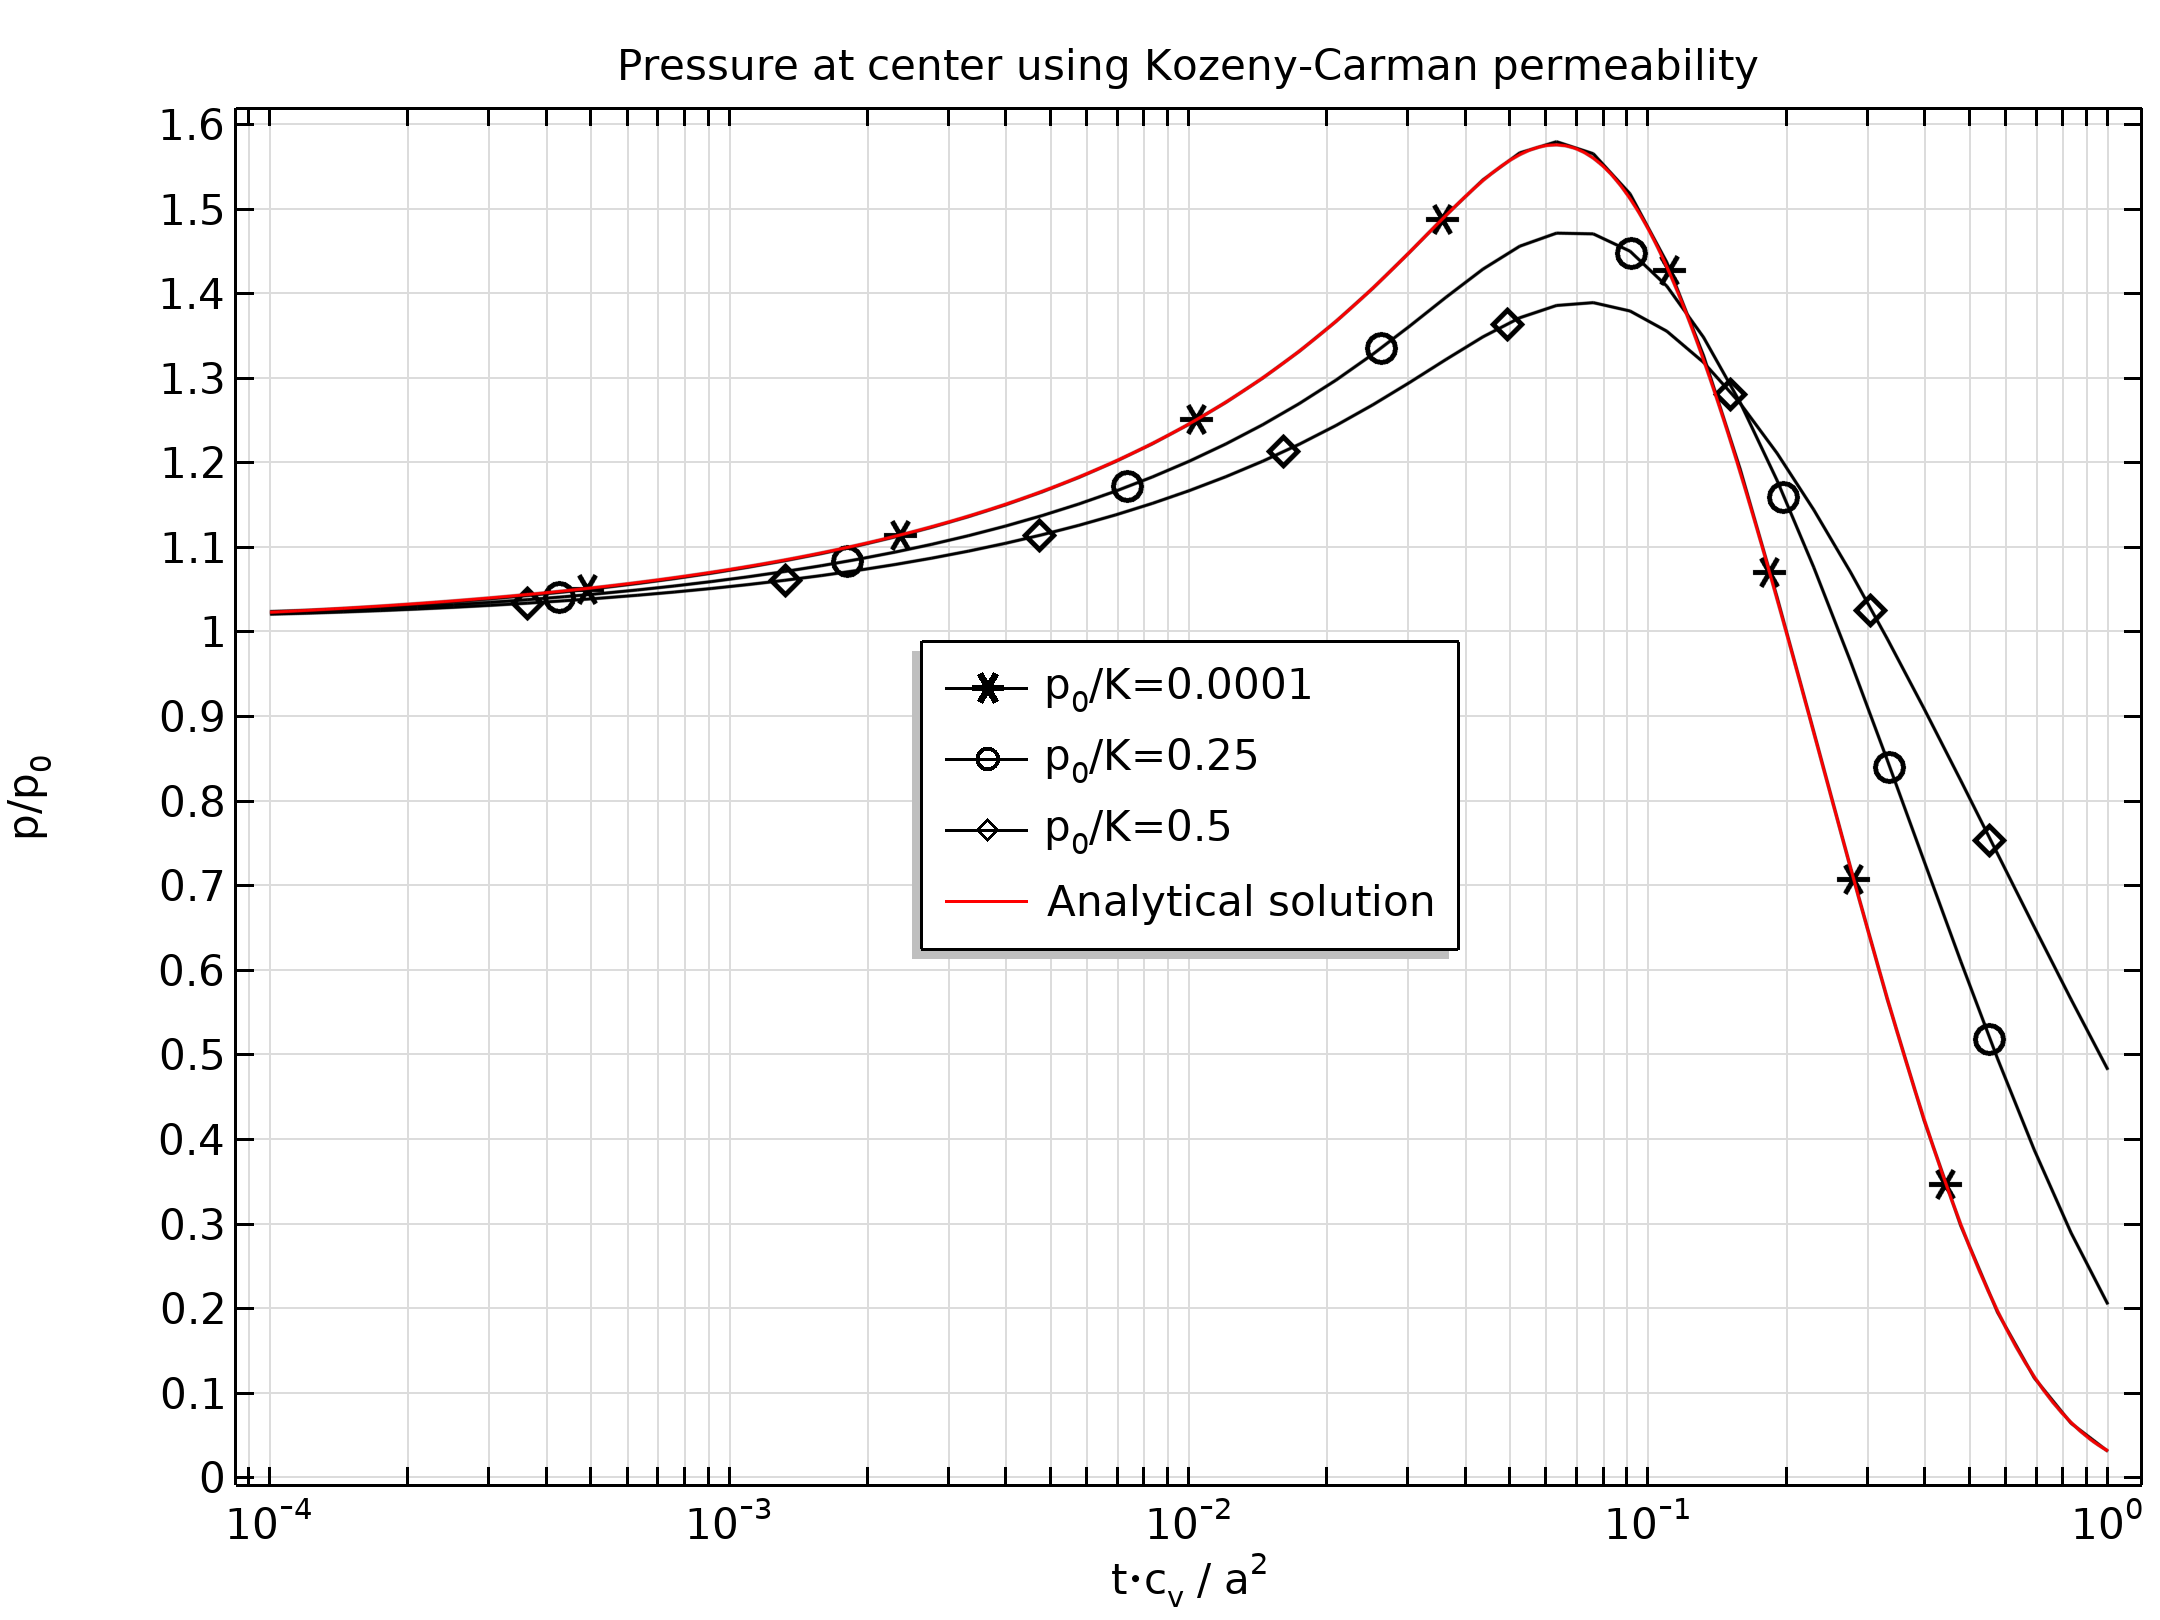 Pressure at center using Kozeny-Carman permeability
1.6
1.5
1.4
1.3
1.2
1.1
1
0.9
0.8
0.7
0.6
0.5
0.4
0.3
0.2
0.1
0
p/p₀
p₀/K=0.0001
p₀/K=0.25
p₀/K=0.5
Analytical solution
10⁻⁴ 10⁻³ 10⁻² 10⁻¹ 10⁰
t·cᵥ / a²